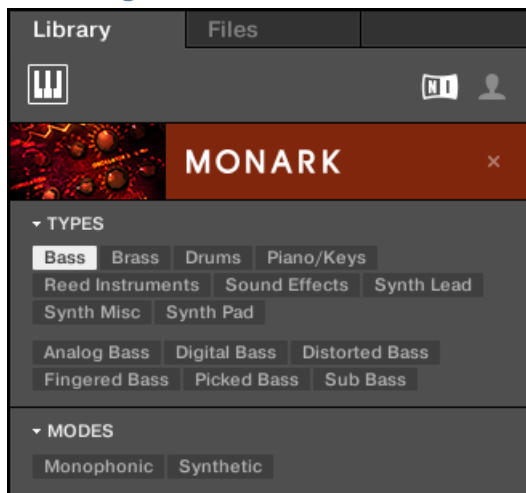 Library Files
NI
MONARK ×
TYPES
Bass Brass Drums Piano/Keys
Reed Instruments Sound Effects Synth Lead
Synth Misc Synth Pad
Analog Bass Digital Bass Distorted Bass
Fingered Bass Picked Bass Sub Bass
MODES
Monophonic Synthetic